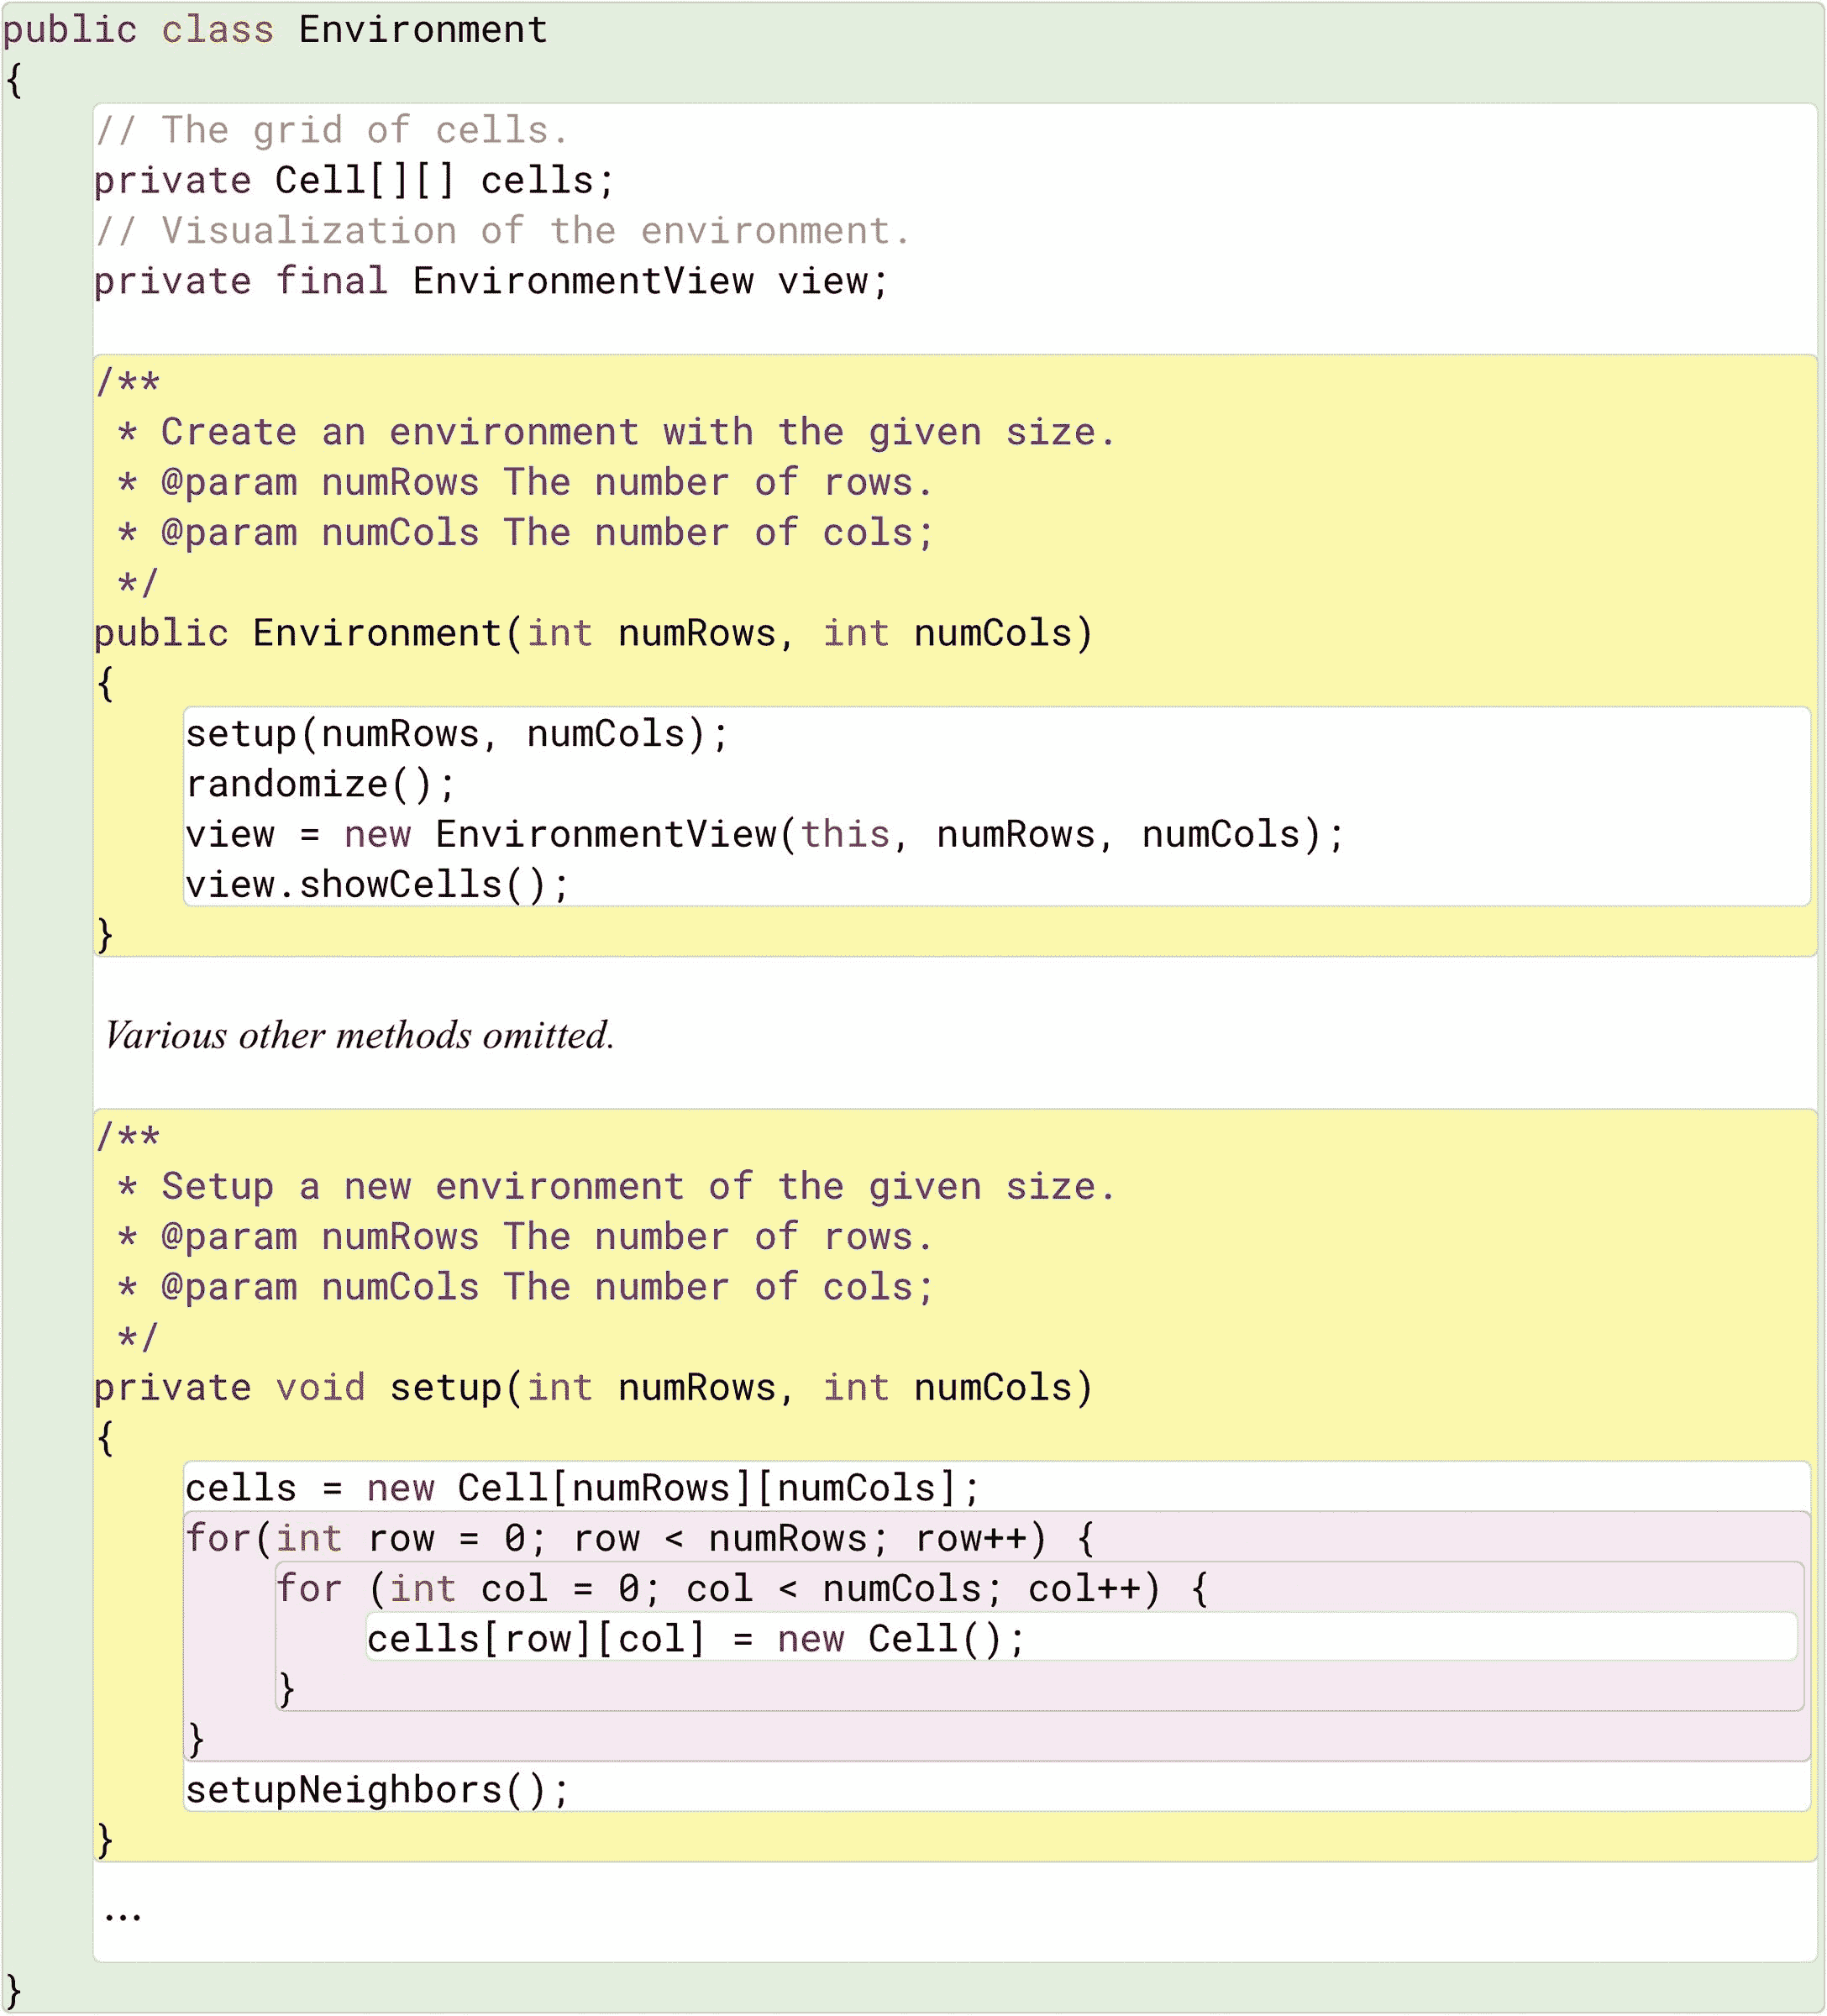 public class Environment
{
// The grid of cells.
private Cell[][] cells;
// Visualization of the environment.
private final EnvironmentView view;
/**
* Create an environment with the given size.
* @param numRows The number of rows.
* @param numCols The number of cols;
*/
public Environment(int numRows, int numCols)
{
setup(numRows, numCols);
randomize();
view = new EnvironmentView(this, numRows, numCols);
view.showCells();
}
Various other methods omitted.
/**
* Setup a new environment of the given size.
* @param numRows The number of rows.
* @param numCols The number of cols;
*/
private void setup(int numRows, int numCols)
{
cells = new Cell[numRows][numCols];
for(int row = 0; row < numRows; row++) {
for (int col = 0; col < numCols; col++) {
cells[row][col] = new Cell();
}
}
setupNeighbors();
}
...
}